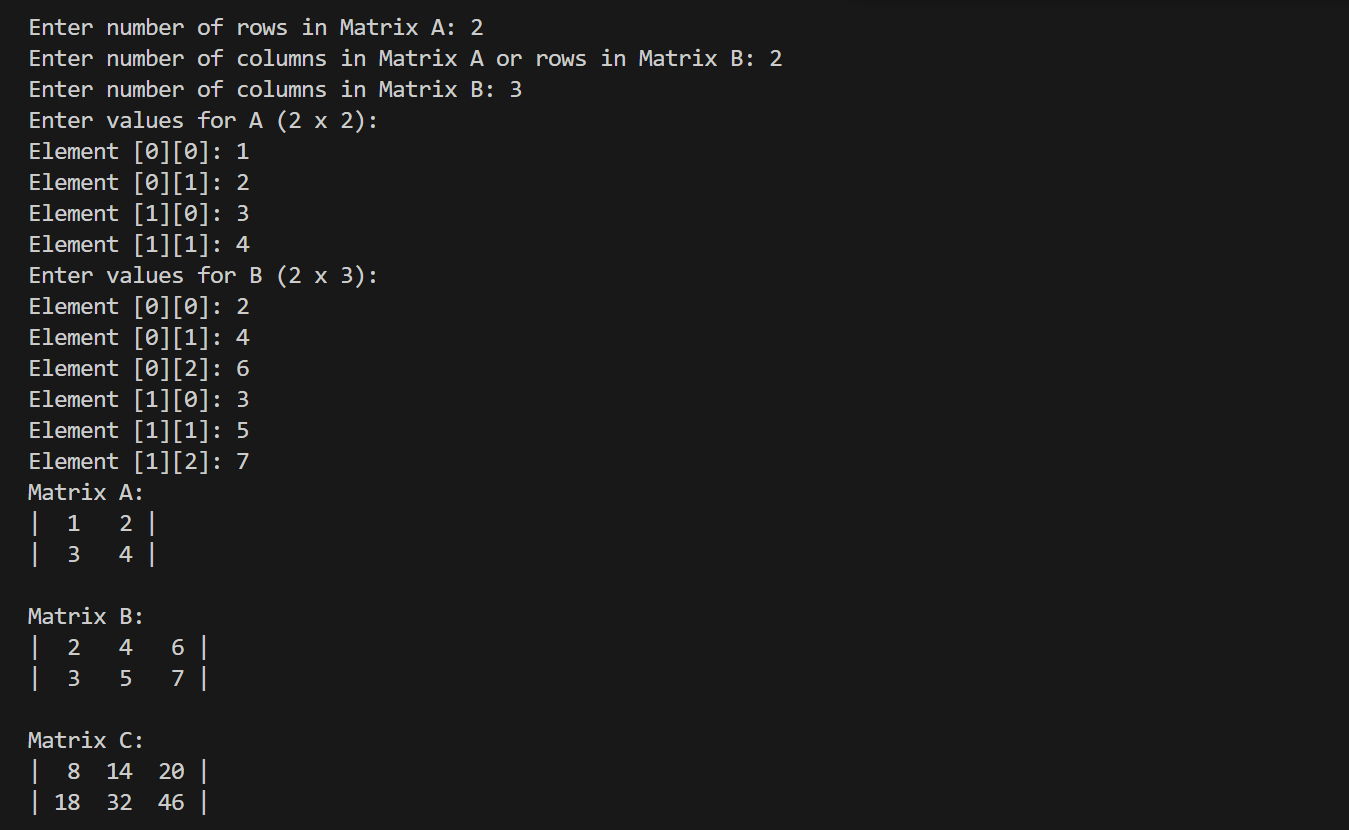 Enter number of rows in Matrix A: 2
Enter number of columns in Matrix A or rows in Matrix B: 2
Enter number of columns in Matrix B: 3
Enter values for A (2 x 2):
Element [0][0]: 1
Element [0][1]: 2
Element [1][0]: 3
Element [1][1]: 4
Enter values for B (2 x 3):
Element [0][0]: 2
Element [0][1]: 4
Element [0][2]: 6
Element [1][0]: 3
Element [1][1]: 5
Element [1][2]: 7
Matrix A:
|  1   2 |
|  3   4 |

Matrix B:
|  2   4   6 |
|  3   5   7 |

Matrix C:
|  8  14  20 |
| 18  32  46 |